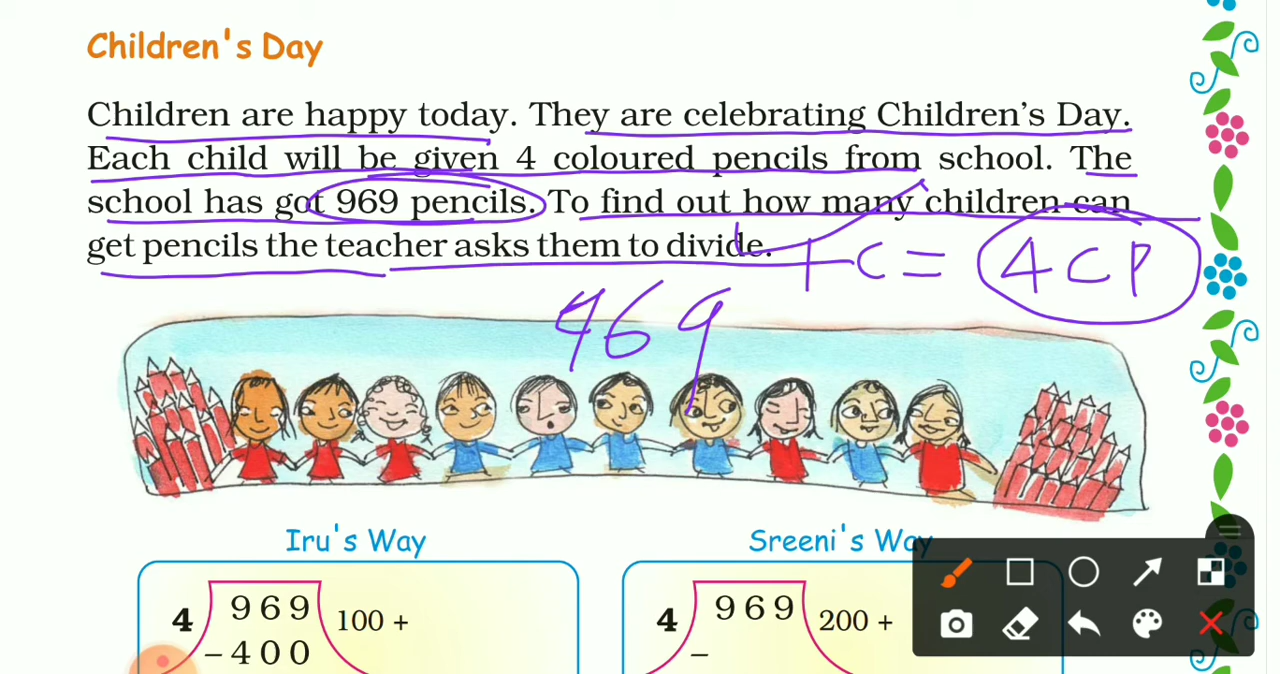 Children's Day
Children are happy today. They are celebrating Children's Day.
Each child will be given 4 coloured pencils from school. The
school has got 969 pencils. To find out how many children can
get pencils the teacher asks them to divide.
1 C = 4 C P
969
Iru's Way
Sreeni's Way
4 969 100 +
– 400
4 969 200 +
–